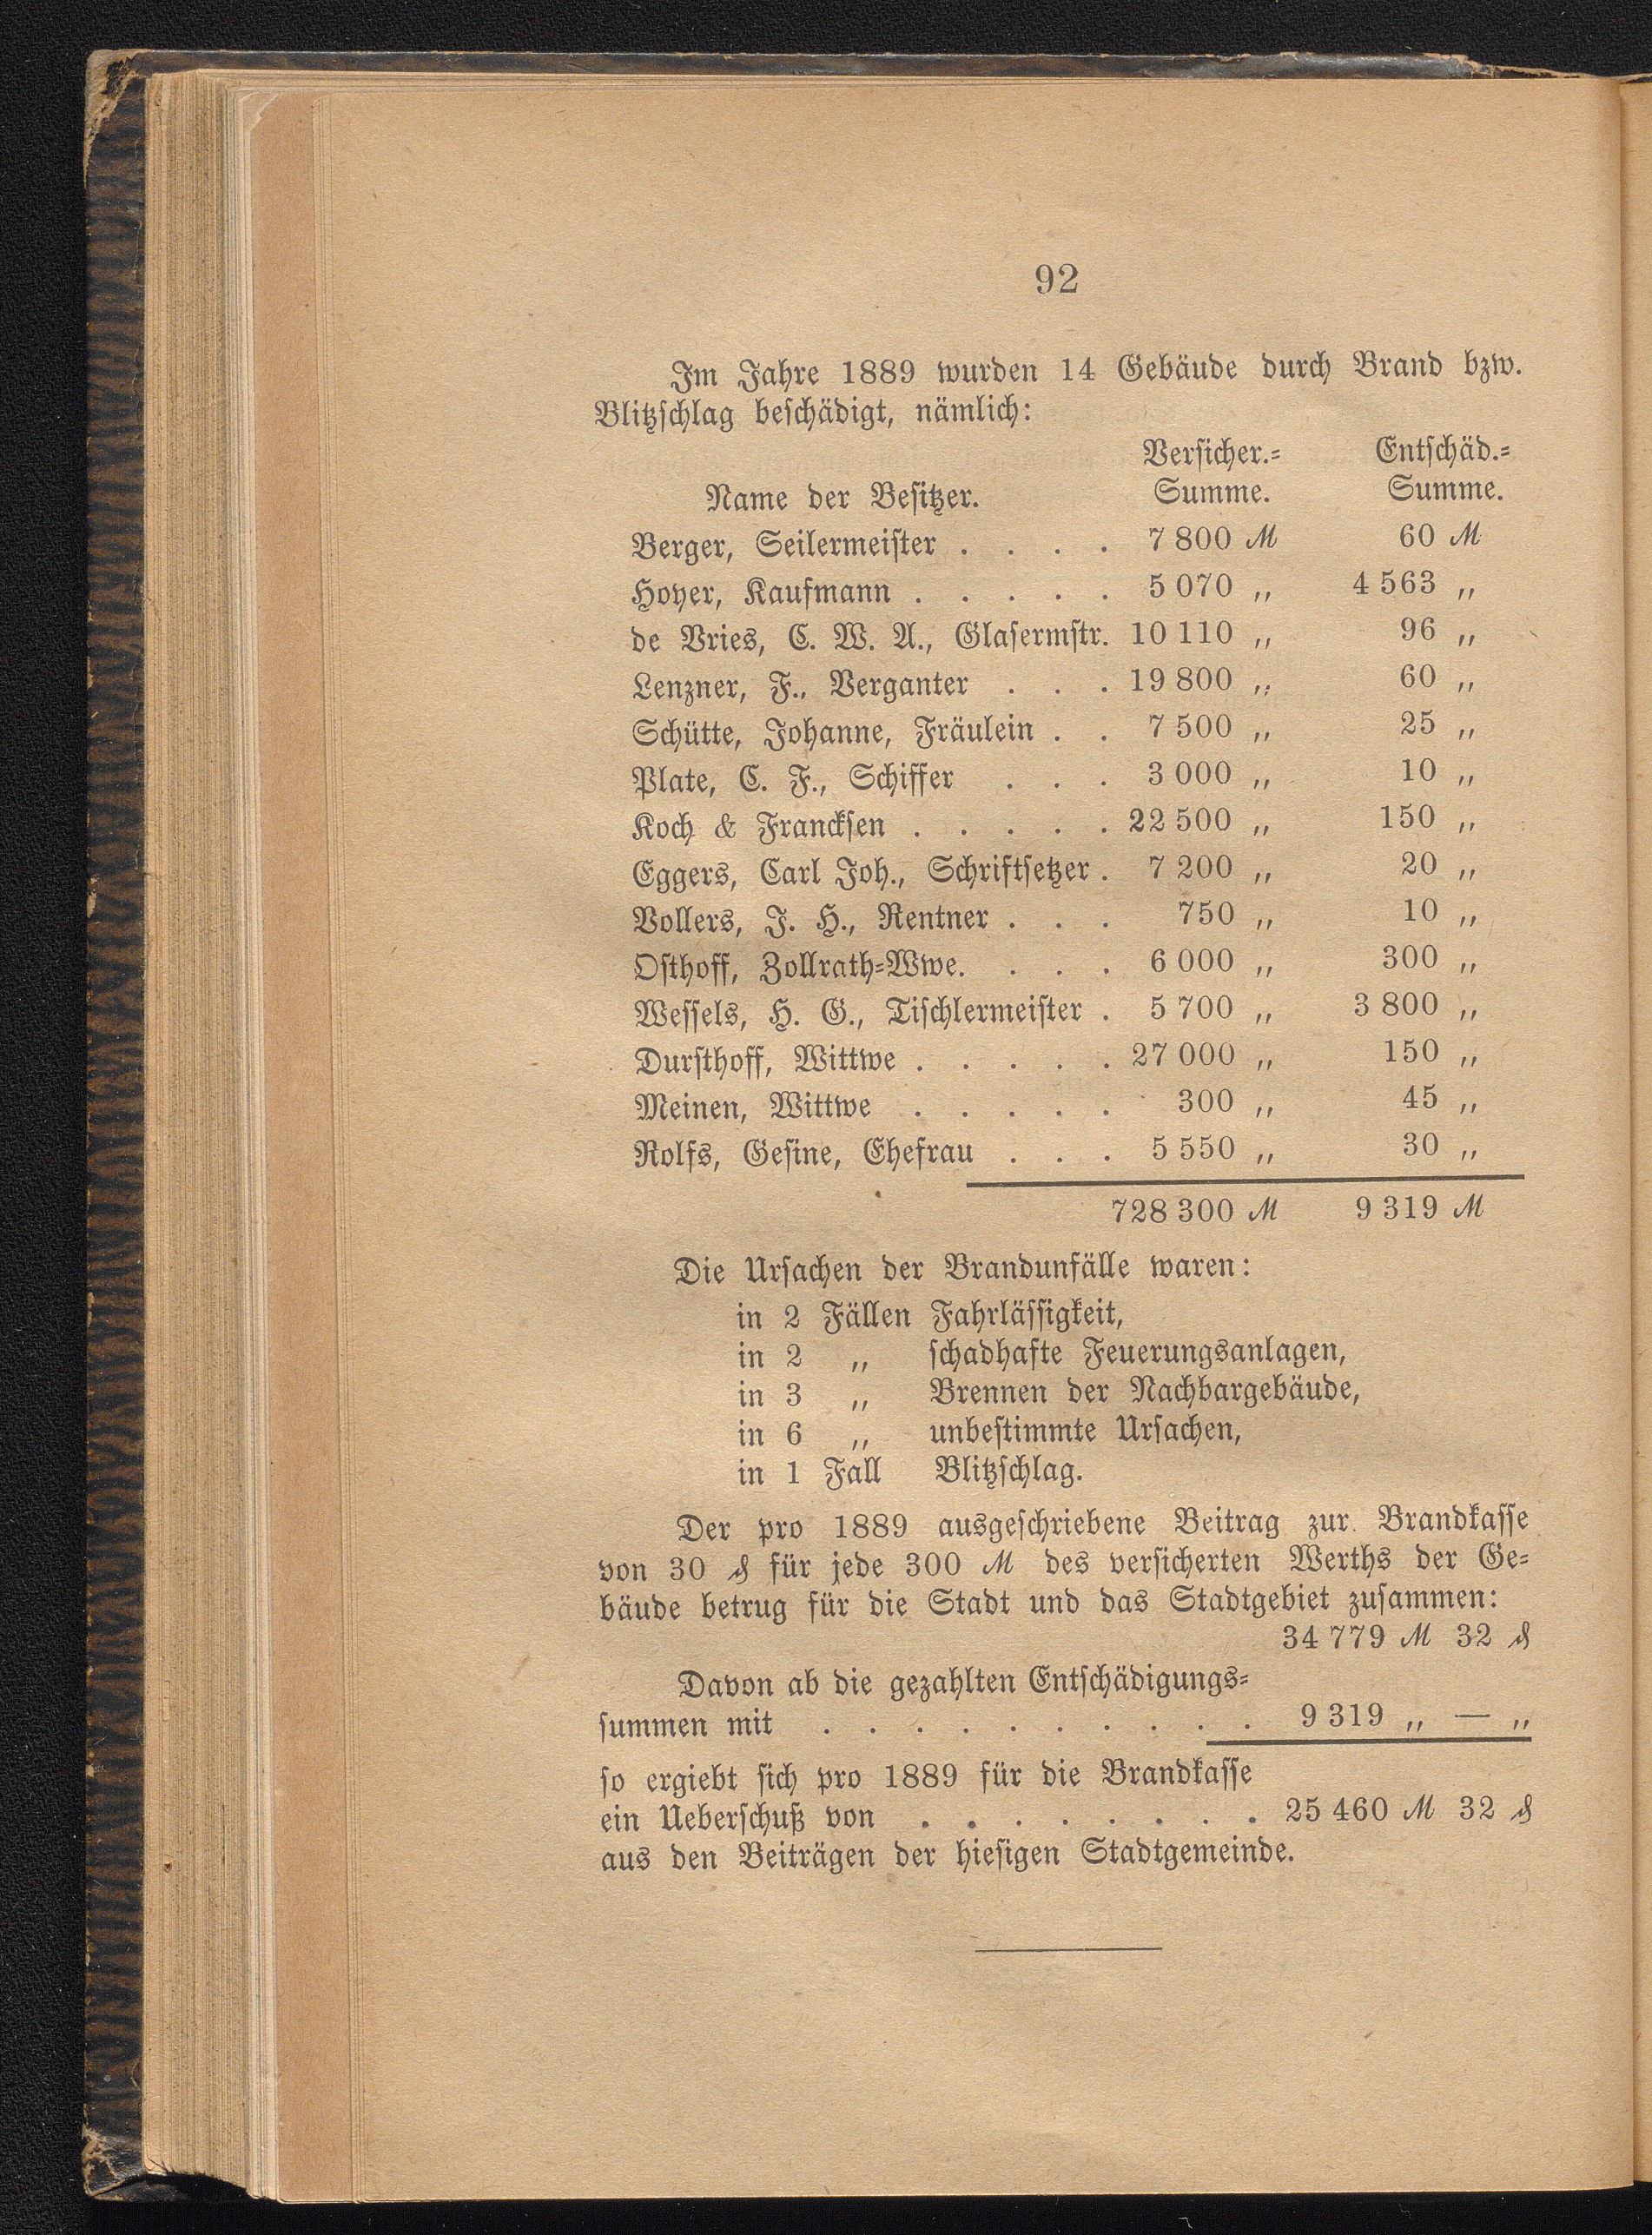 92
Im Jahre 1889 wurden 14 Gebäude durch Brand bzw.
Blitzschlag beschädigt, nämlich:
Versicher.= Entschäd.=
Name der Besitzer. Summe. Summe.
Berger, Seilermeister . . . . 7 800 ℳ 60 ℳ
Hoyer, Kaufmann . . . . . 5 070 „ 4 563 „
de Vries, C. W. A., Glasermstr. 10 110 „ 96 „
Lenzner, F., Verganter . . . 19 800 „ 60 „
Schütte, Johanne, Fräulein . . 7 500 „ 25 „
Plate, C. F., Schiffer . . . 3 000 „ 10 „
Koch & Francksen . . . . . 22 500 „ 150 „
Eggers, Carl Joh., Schriftsetzer . 7 200 „ 20 „
Vollers, J. H., Rentner . . . 750 „ 10 „
Osthoff, Zollrath=Wwe. . . . 6 000 „ 300 „
Wessels, H. G., Tischlermeister . 5 700 „ 3 800 „
Dursthoff, Wittwe . . . . . 27 000 „ 150 „
Meinen, Wittwe . . . . . 300 „ 45 „
Rolfs, Gesine, Ehefrau . . . 5 550 „ 30 „
728 300 ℳ 9 319 ℳ
Die Ursachen der Brandunfälle waren:
in 2 Fällen Fahrlässigkeit,
in 2 „ schadhafte Feuerungsanlagen,
in 3 „ Brennen der Nachbargebäude,
in 6 „ unbestimmte Ursachen,
in 1 Fall Blitzschlag.
Der pro 1889 ausgeschriebene Beitrag zur Brandkasse
von 30 ₰ für jede 300 ℳ des versicherten Werths der Ge=
bäude betrug für die Stadt und das Stadtgebiet zusammen:
34 779 ℳ 32 ₰
Davon ab die gezahlten Entschädigungs=
summen mit . . . . . . . . . . 9 319 „ — „
so ergiebt sich pro 1889 für die Brandkasse
ein Ueberschuß von . . . . . . . . 25 460 ℳ 32 ₰
aus den Beiträgen der hiesigen Stadtgemeinde.